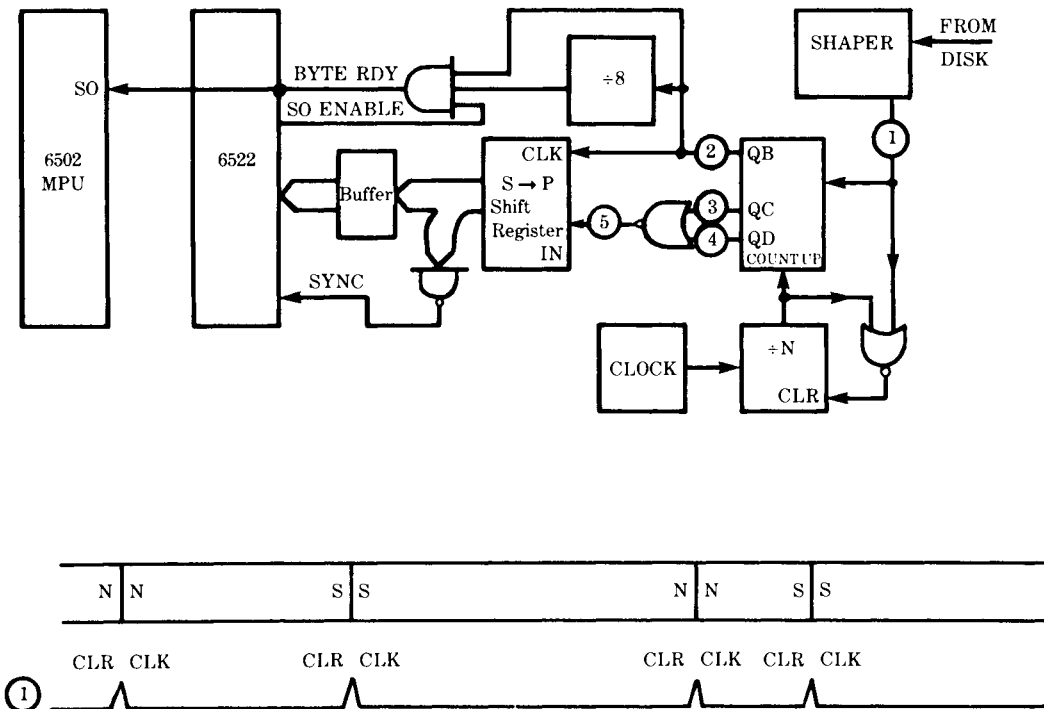 SHAPER
FROM
DISK
BYTE RDY
÷8
SO
SO ENABLE
1
6502
MPU
6522
CLK
2
QB
Buffer
S → P
Shift
Register
IN
5
3
QC
4
QD
COUNT UP
SYNC
CLOCK
÷N
CLR
N N S S N N S S
CLR CLK CLR CLK CLR CLK CLR CLK
1